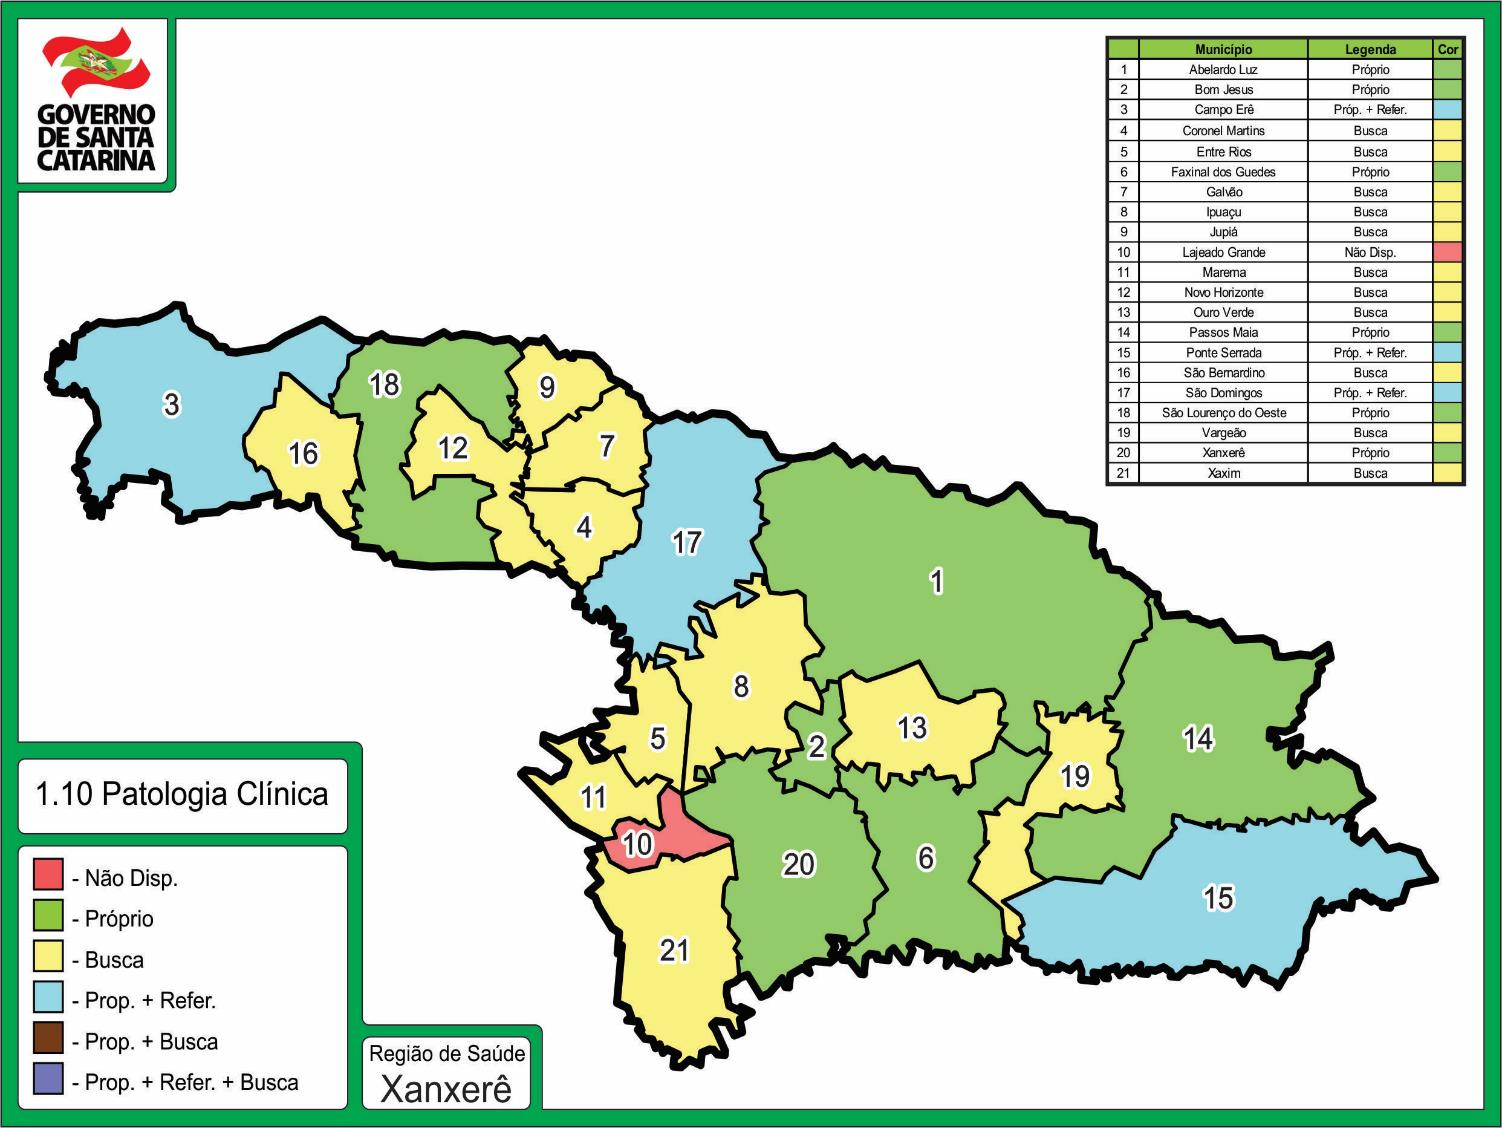 GOVERNO
DE SANTA
CATARINA
Município Legenda Cor
1 Abelardo Luz Próprio
2 Bom Jesus Próprio
3 Campo Erê Próp. + Refer.
4 Coronel Martins Busca
5 Entre Rios Busca
6 Faxinal dos Guedes Próprio
7 Galvão Busca
8 Ipuaçu Busca
9 Jupiá Busca
10 Lajeado Grande Não Disp.
11 Marema Busca
12 Novo Horizonte Busca
13 Ouro Verde Busca
14 Passos Maia Próprio
15 Ponte Serrada Próp. + Refer.
16 São Bernardino Busca
17 São Domingos Próp. + Refer.
18 São Lourenço do Oeste Próprio
19 Vargeão Busca
20 Xanxerê Próprio
21 Xaxim Busca
18
9
3
12
7
16
4
17
1
8
13
5
2
14
19
11
10
20
6
15
21
1.10 Patologia Clínica
- Não Disp.
- Próprio
- Busca
- Prop. + Refer.
- Prop. + Busca
- Prop. + Refer. + Busca
Região de Saúde
Xanxerê